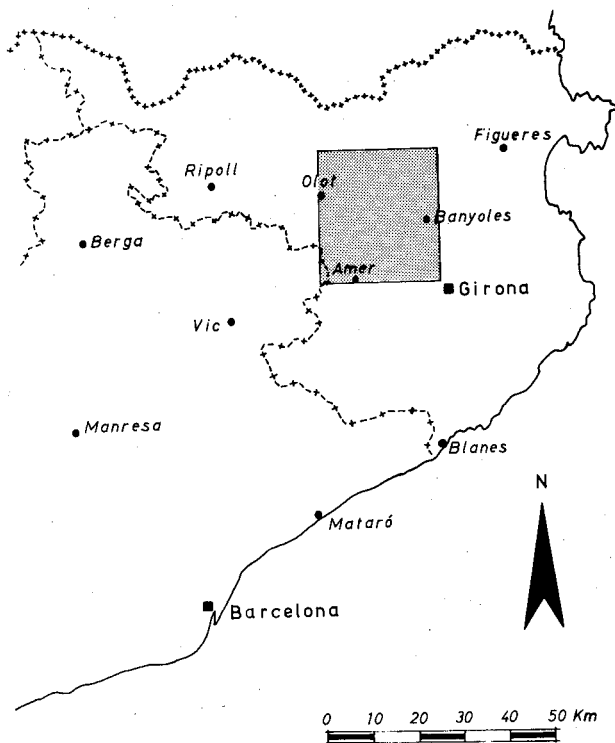 Figueres
Ripoll
Olot
Banyoles
Berga
Amer
Girona
Vic
Manresa
Blanes
N
Mataró
Barcelona
0 10 20 25 30 40 50 Km